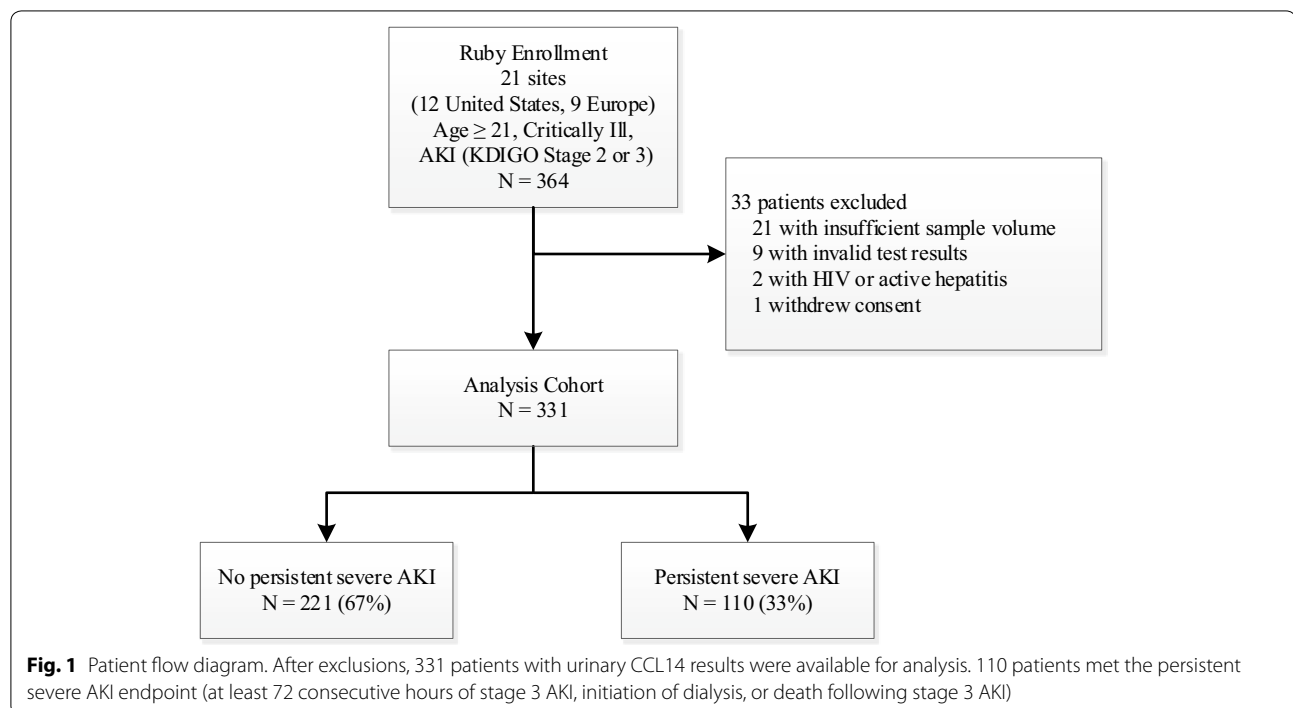 Ruby Enrollment
21 sites
(12 United States, 9 Europe)
Age ≥ 21, Critically Ill,
AKI (KDIGO Stage 2 or 3)
N = 364
33 patients excluded
21 with insufficient sample volume
9 with invalid test results
2 with HIV or active hepatitis
1 withdrew consent
Analysis Cohort
N = 331
No persistent severe AKI
N = 221 (67%)
Persistent severe AKI
N = 110 (33%)
Fig. 1 Patient flow diagram. After exclusions, 331 patients with urinary CCL14 results were available for analysis. 110 patients met the persistent
severe AKI endpoint (at least 72 consecutive hours of stage 3 AKI, initiation of dialysis, or death following stage 3 AKI)